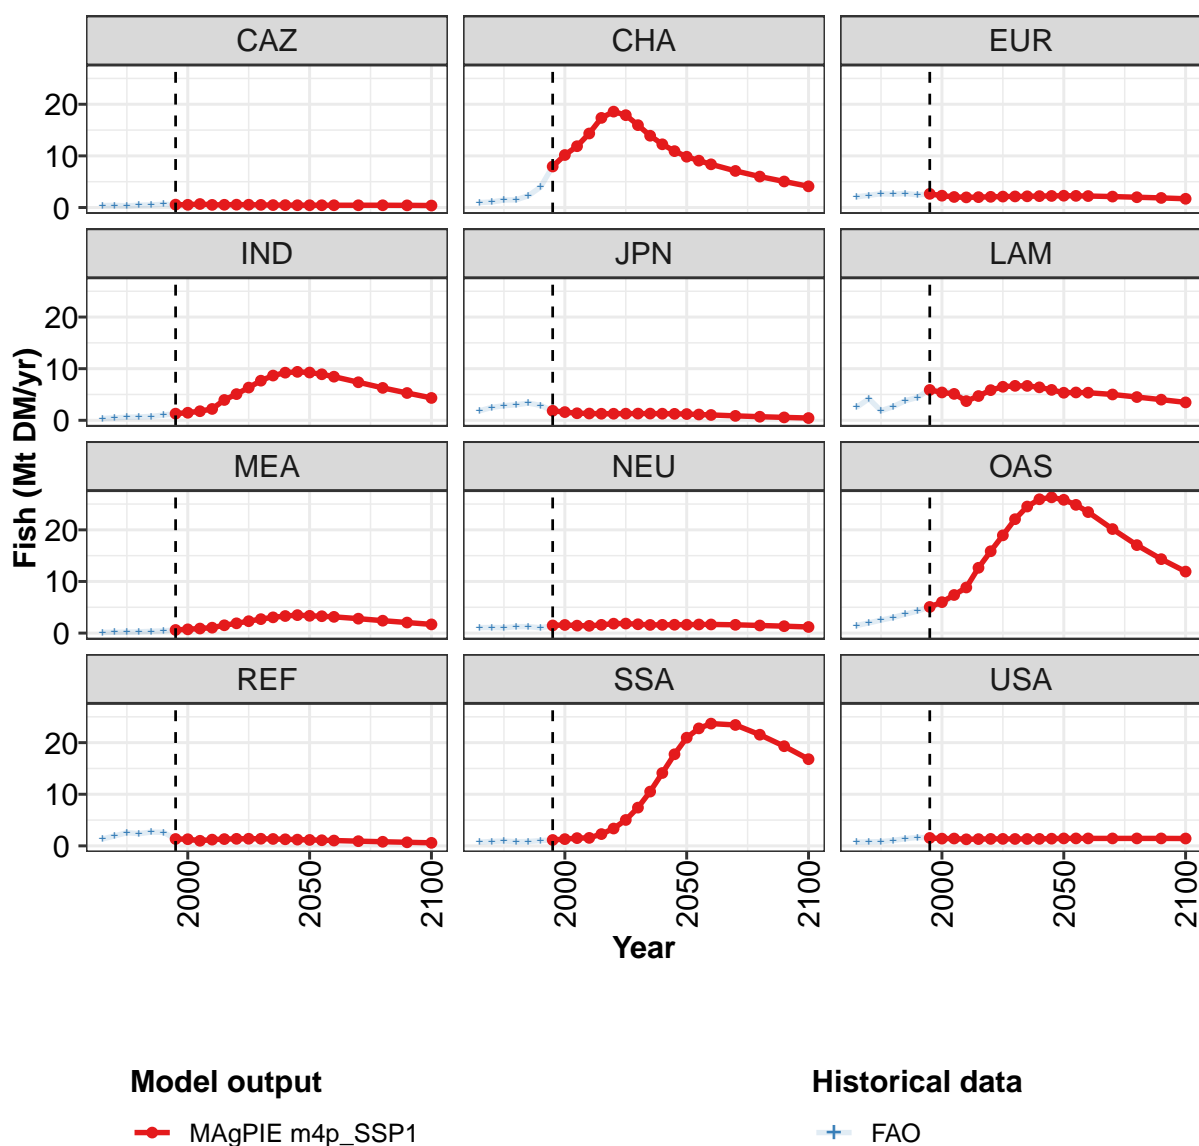 CAZ CHA EUR
20
10
0
IND JPN LAM
20
10
0
MEA NEU OAS
20
10
0
REF SSA USA
20
10
0
Fish (Mt DM/yr)
2000 2050 2100 2000 2050 2100 2000 2050 2100
Year
Model output Historical data
MAgPIE m4p_SSP1 FAO